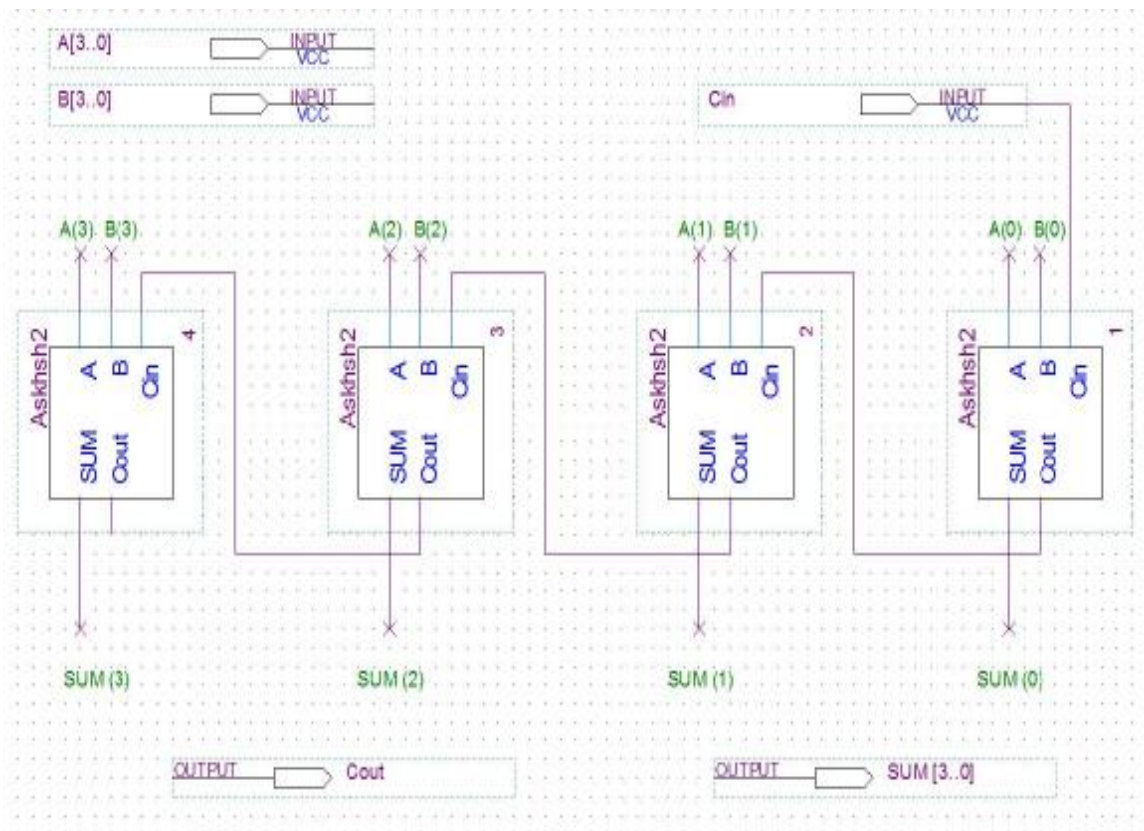 A[3..0] INPUT
VCC
B[3..0] INPUT
VCC
Cin INPUT
VCC
A(3) B(3) A(2) B(2) A(1) B(1) A(0) B(0)
Askhsh2 4 A B Cin SUM Cout
Askhsh2 3 A B Cin SUM Cout
Askhsh2 2 A B Cin SUM Cout
Askhsh2 1 A B Cin SUM Cout
SUM (3) SUM (2) SUM (1) SUM (0)
OUTPUT Cout
OUTPUT SUM [3..0]